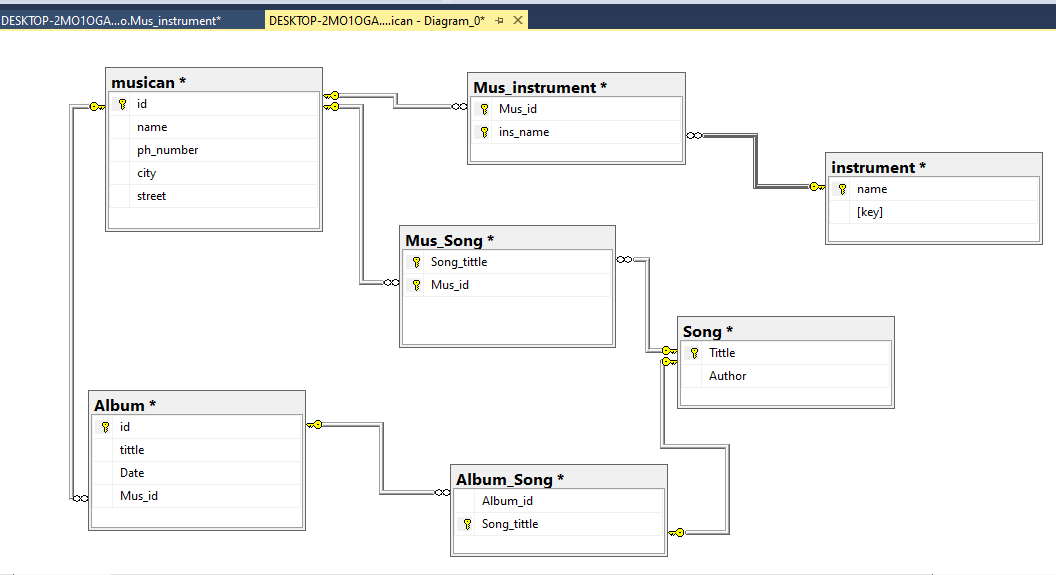 DESKTOP-2MO1OGA...o.Mus_instrument*
DESKTOP-2MO1OGA....ican - Diagram_0*
musican *
id
name
ph_number
city
street
Mus_instrument *
Mus_id
ins_name
instrument *
name
[key]
Mus_Song *
Song_tittle
Mus_id
Song *
Tittle
Author
Album *
id
tittle
Date
Mus_id
Album_Song *
Album_id
Song_tittle